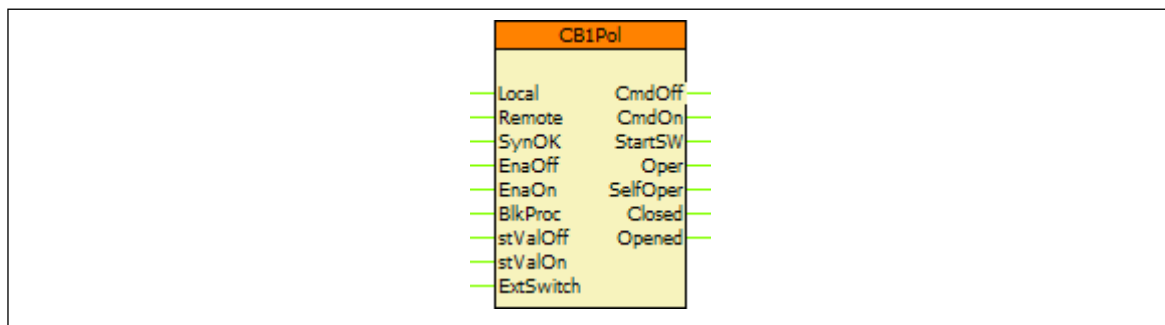 CB1Pol
Local CmdOff
Remote CmdOn
SynOK StartSW
EnaOff Oper
EnaOn SelfOper
BlkProc Closed
stValOff Opened
stValOn
ExtSwitch